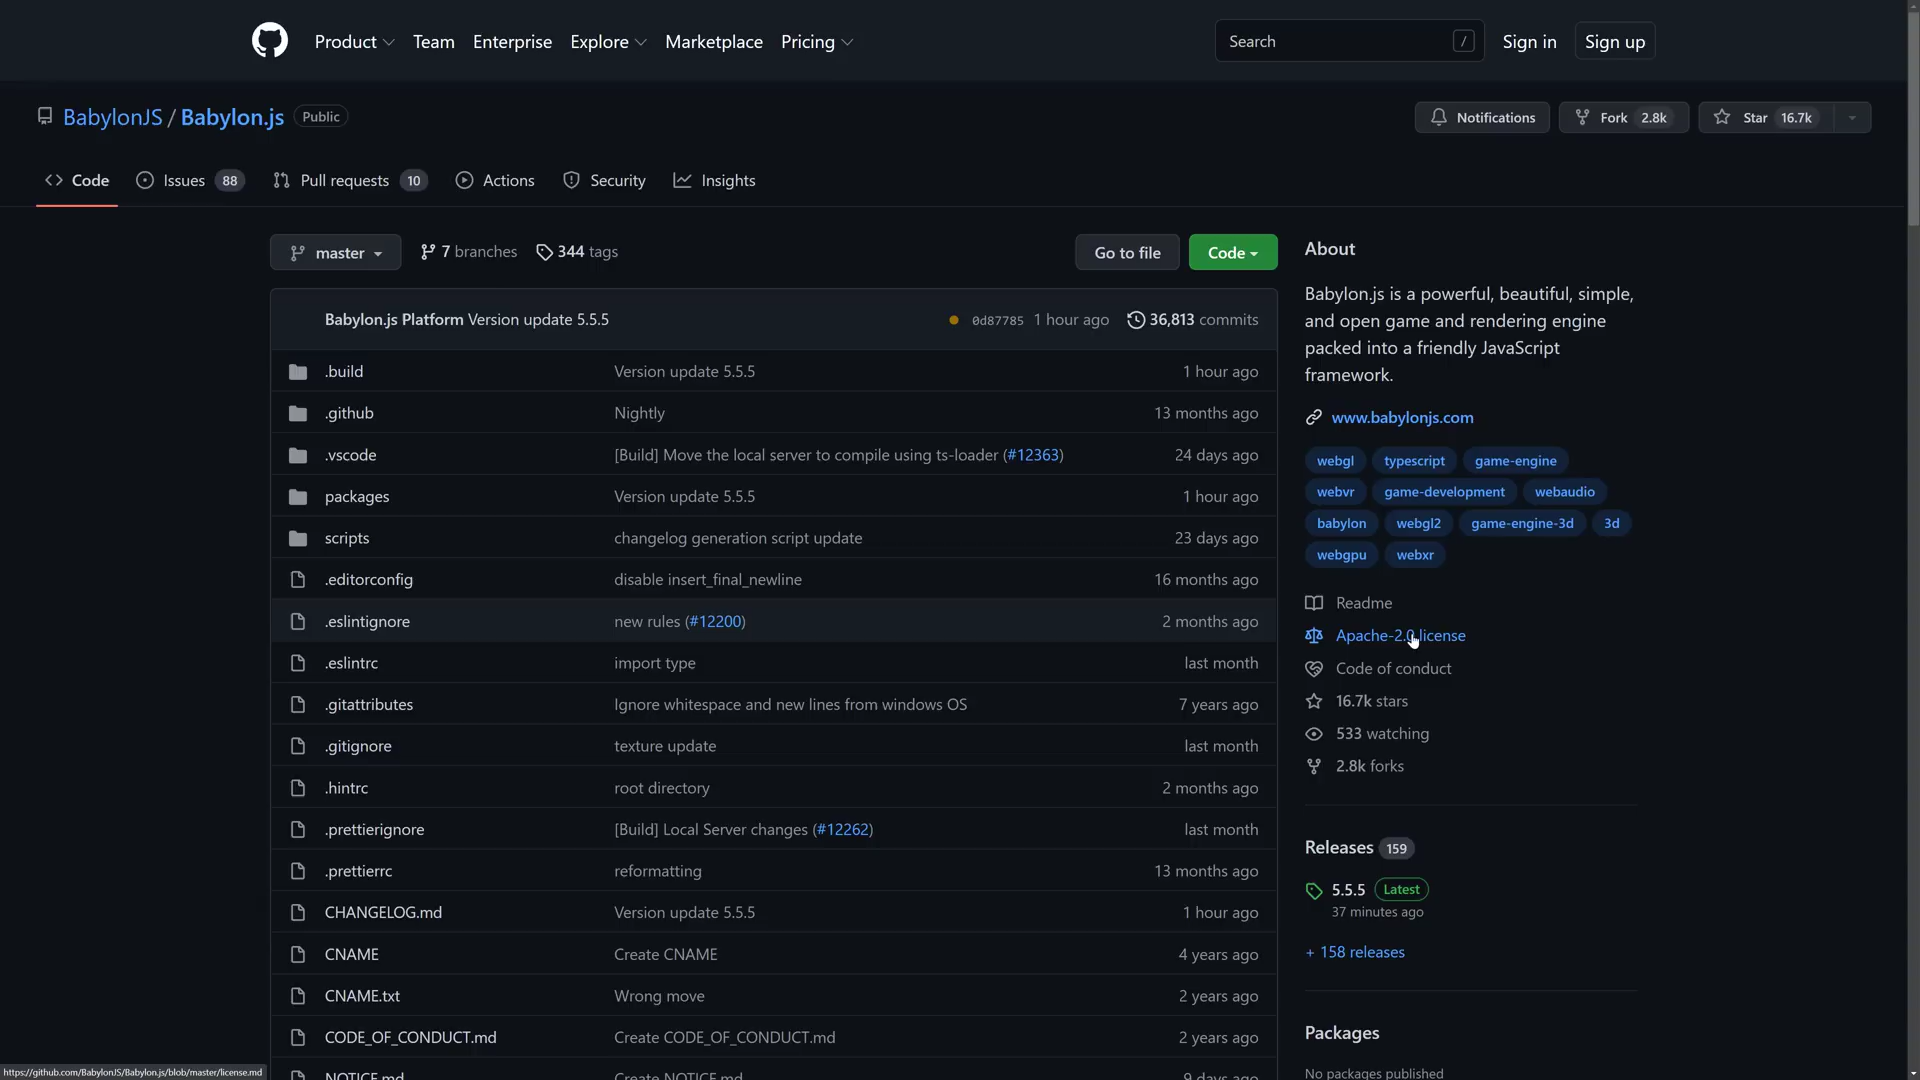 Product Team Enterprise Explore Marketplace Pricing Search / Sign in Sign up
BabylonJS / Babylon.js Public
Notifications Fork 2.8k Star 16.7k
Code Issues 88 Pull requests 10 Actions Security Insights
master 7 branches 344 tags Go to file Code
Babylon.js Platform Version update 5.5.5 0d87785 1 hour ago 36,813 commits
.build Version update 5.5.5 1 hour ago
.github Nightly 13 months ago
.vscode [Build] Move the local server to compile using ts-loader (#12363) 24 days ago
packages Version update 5.5.5 1 hour ago
scripts changelog generation script update 23 days ago
.editorconfig disable insert_final_newline 16 months ago
.eslintignore new rules (#12200) 2 months ago
.eslintrc import type last month
.gitattributes Ignore whitespace and new lines from windows OS 7 years ago
.gitignore texture update last month
.hintrc root directory 2 months ago
.prettierignore [Build] Local Server changes (#12262) last month
.prettierrc reformatting 13 months ago
CHANGELOG.md Version update 5.5.5 1 hour ago
CNAME Create CNAME 4 years ago
CNAME.txt Wrong move 2 years ago
CODE_OF_CONDUCT.md Create CODE_OF_CONDUCT.md 2 years ago
NOTICE.md Create NOTICE.md 9 days ago
About
Babylon.js is a powerful, beautiful, simple,
and open game and rendering engine
packed into a friendly JavaScript
framework.
www.babylonjs.com
webgl typescript game-engine
webvr game-development webaudio
babylon webgl2 game-engine-3d 3d
webgpu webxr
Readme
Apache-2.0 license
Code of conduct
16.7k stars
533 watching
2.8k forks
Releases 159
5.5.5 Latest
37 minutes ago
+ 158 releases
Packages
No packages published
https://github.com/BabylonJS/Babylon.js/blob/master/license.md